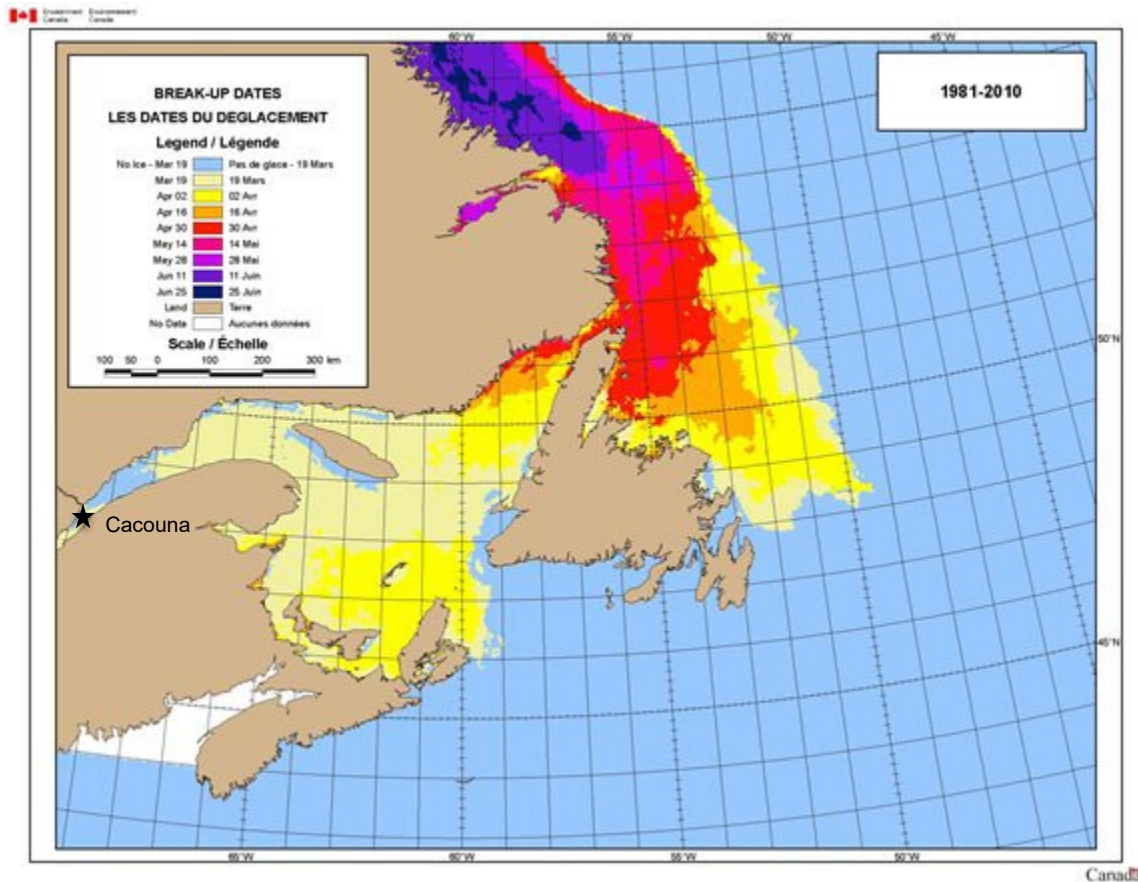 Environment Environnement
Canada Canada
60°W 55°W 50°W 45°W
BREAK-UP DATES
LES DATES DU DEGLACEMENT
Legend / Légende
No Ice - Mar 19 Pas de glace - 19 Mars
Mar 19 19 Mars
Apr 02 02 Avr
Apr 16 16 Avr
Apr 30 30 Avr
May 14 14 Mai
May 28 28 Mai
Jun 11 11 Juin
Jun 25 25 Juin
Land Terre
No Data Aucunes données
Scale / Échelle
100 50 0 100 200 300 km
1981-2010
50°N
Cacouna
45°N
65°W 60°W 55°W 50°W
Canada